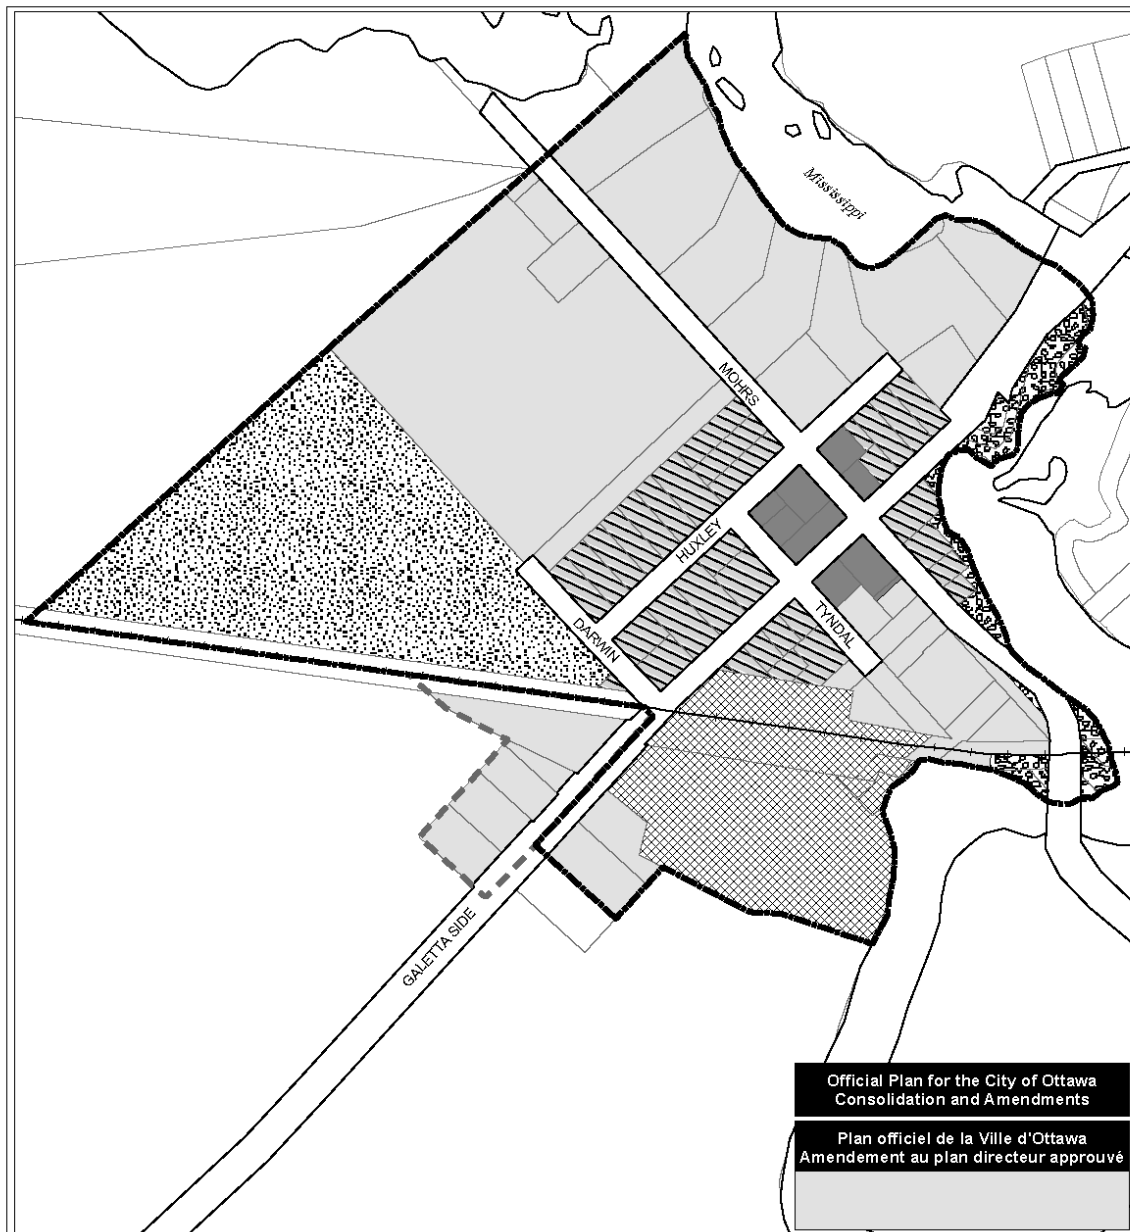 Mississippi
MOHRS
HUXLEY
DARWIN
TYNDAL
GALETTA SIDE
Official Plan for the City of Ottawa
Consolidation and Amendments
Plan officiel de la Ville d'Ottawa
Amendement au plan directeur approuvé